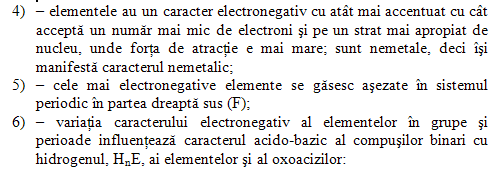 4) – elementele au un caracter electronegativ cu atât mai accentuat cu cât
acceptă un număr mai mic de electroni şi pe un strat mai apropiat de
nucleu, unde forţa de atracţie e mai mare; sunt nemetale, deci îşi
manifestă caracterul nemetalic;
5) – cele mai electronegative elemente se găsesc aşezate în sistemul
periodic în partea dreaptă sus (F);
6) – variaţia caracterului electronegativ al elementelor în grupe şi
perioade influenţează caracterul acido-bazic al compuşilor binari cu
hidrogenul, HₙE, ai elementelor şi al oxoacizilor: